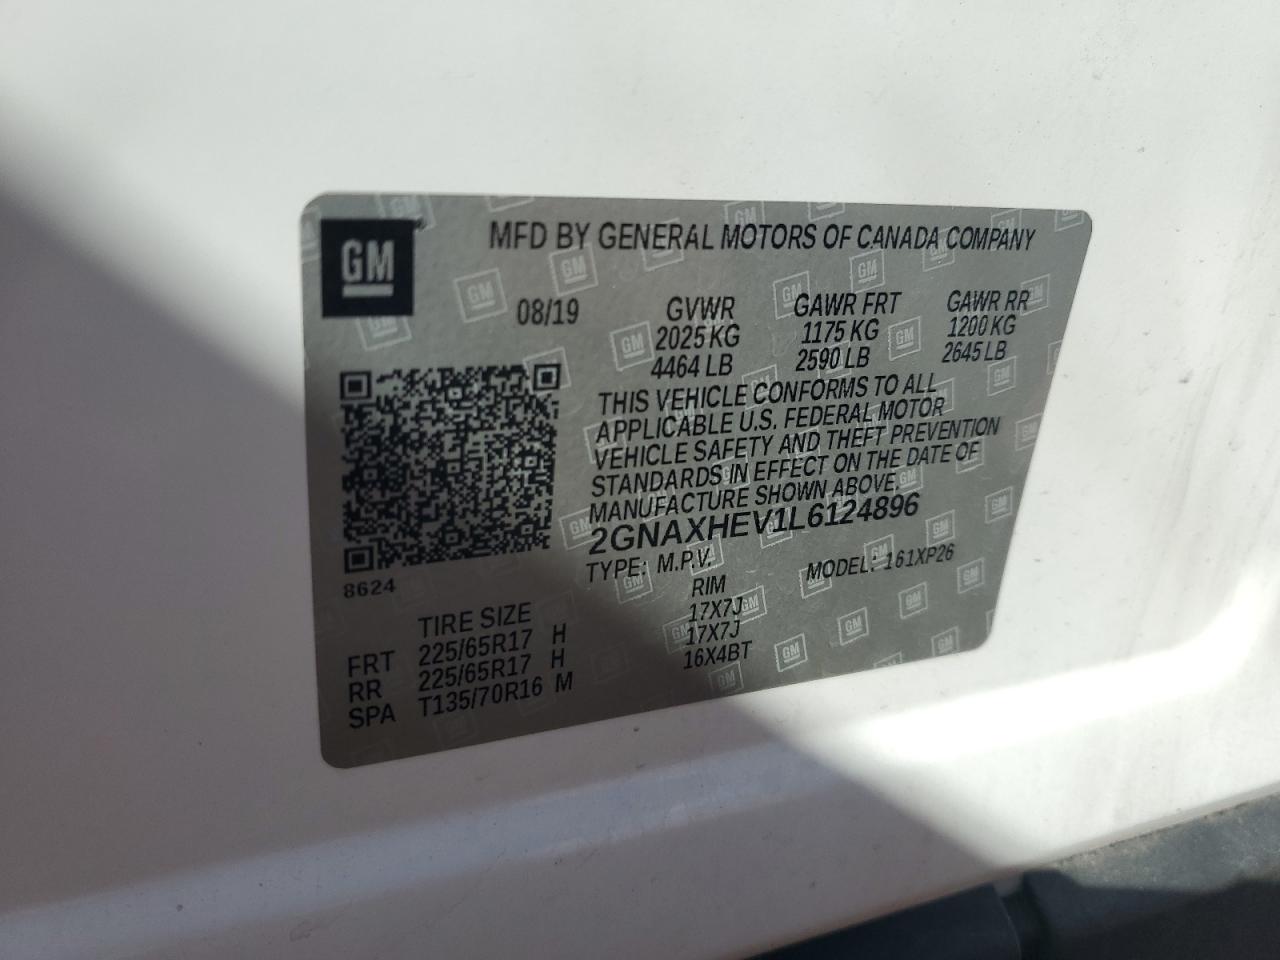 GM
MFD BY GENERAL MOTORS OF CANADA COMPANY
08/19 GVWR GAWR FRT GAWR RR
2025 KG 1175 KG 1200 KG
4464 LB 2590 LB 2645 LB
THIS VEHICLE CONFORMS TO ALL
APPLICABLE U.S. FEDERAL MOTOR
VEHICLE SAFETY AND THEFT PREVENTION
STANDARDS IN EFFECT ON THE DATE OF
MANUFACTURE SHOWN ABOVE.
2GNAXHEV1L6124896
TYPE: M.P.V. MODEL: 161XP26
8624
TIRE SIZE RIM
FRT 225/65R17 H 17X7J
RR 225/65R17 H 17X7J
SPA T135/70R16 M 16X4BT